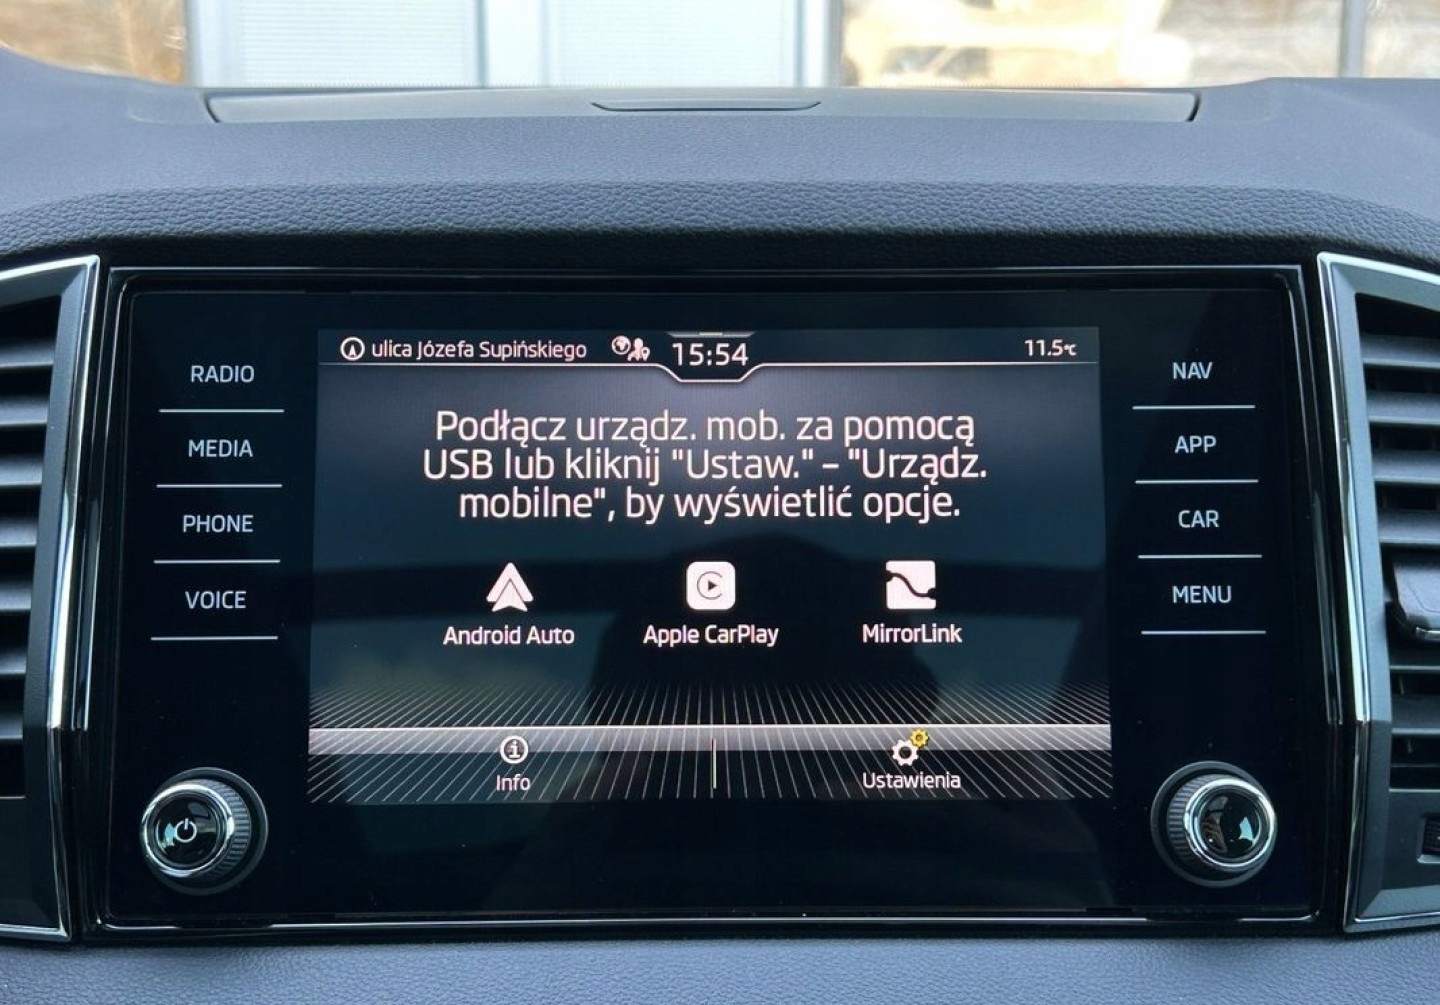 ulica Józefa Supińskiego 15:54 11.5°C
RADIO
MEDIA
PHONE
VOICE
Podłącz urządz. mob. za pomocą
USB lub kliknij "Ustaw." – "Urządz.
mobilne", by wyświetlić opcje.
Android Auto Apple CarPlay MirrorLink
Info Ustawienia
NAV
APP
CAR
MENU